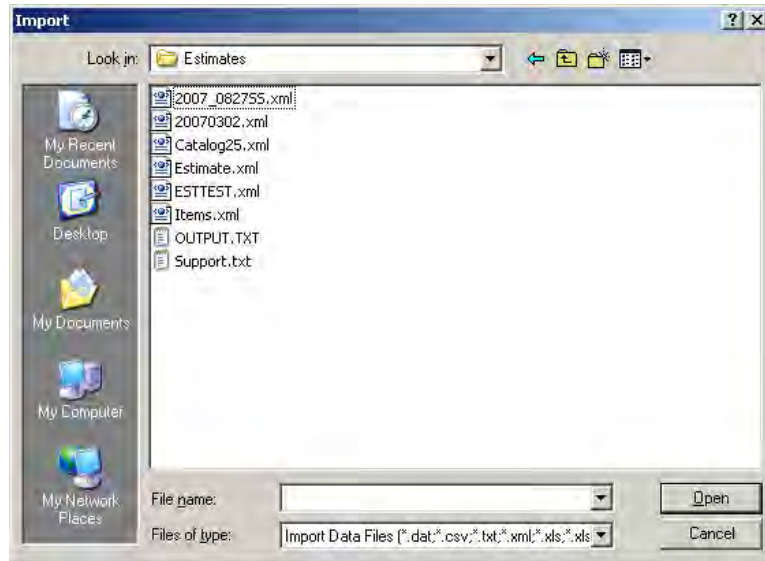 Import
Look in: Estimates
My Recent Documents
Desktop
My Documents
My Computer
My Network Places
2007_082755.xml
20070302.xml
Catalog25.xml
Estimate.xml
ESTTEST.xml
Items.xml
OUTPUT.TXT
Support.txt
File name:
Open
Files of type: Import Data Files (*.dat;*.csv;*.txt;*.xml;*.xls;*.xls
Cancel